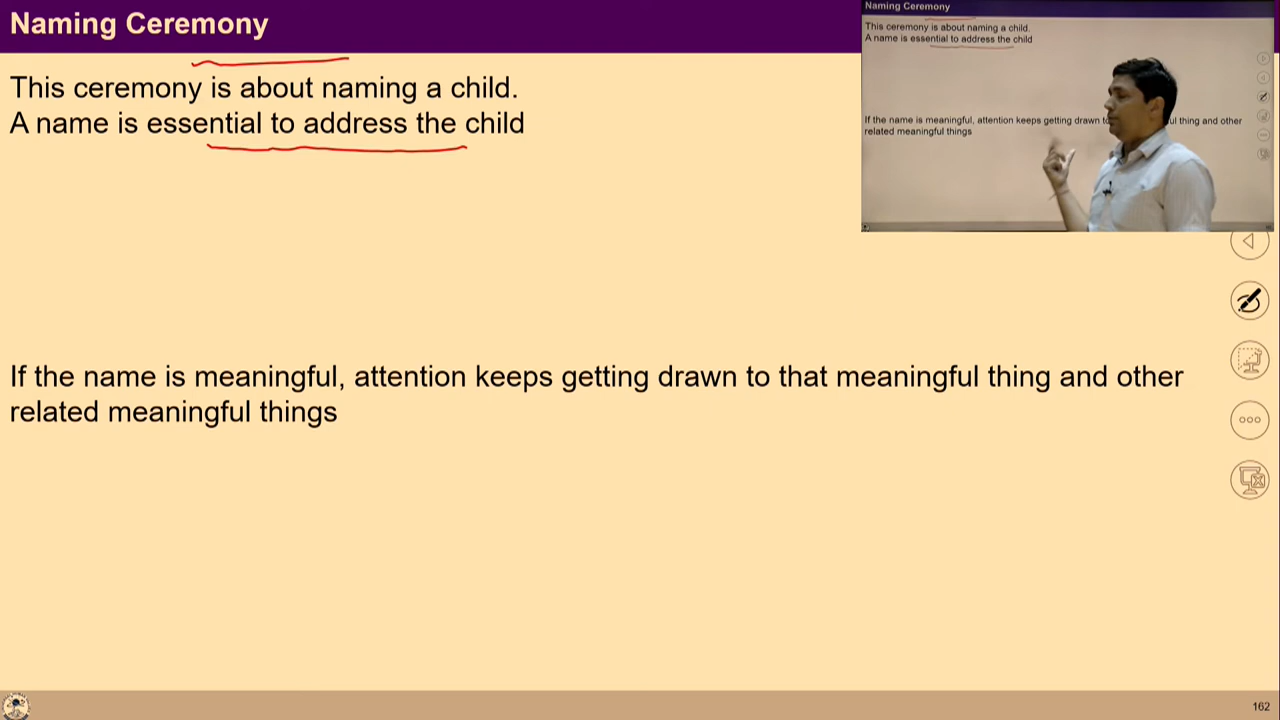 Naming Ceremony
This ceremony is about naming a child.
A name is essential to address the child
If the name is meaningful, attention keeps getting drawn to that meaningful thing and other
related meaningful things
162
Naming Ceremony
This ceremony is about naming a child.
A name is essential to address the child
If the name is meaningful, attention keeps getting drawn ul thing and other
related meaningful things